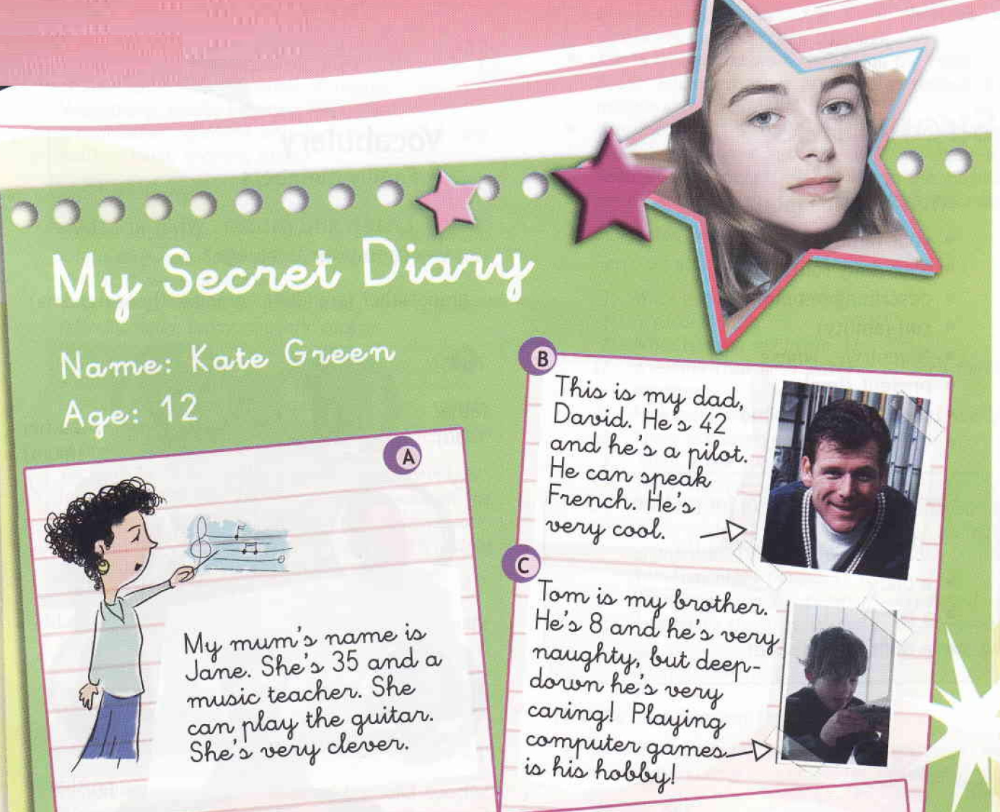 My Secret Diary
Name: Kate Green
Age: 12
A
My mum's name is
Jane. She's 35 and a
music teacher. She
can play the guitar.
She's very clever.
B
This is my dad,
David. He's 42
and he's a pilot.
He can speak
French. He's
very cool.
C
Tom is my brother.
He's 8 and he's very
naughty, but deep-
down he's very
caring! Playing
computer games
is his hobby!